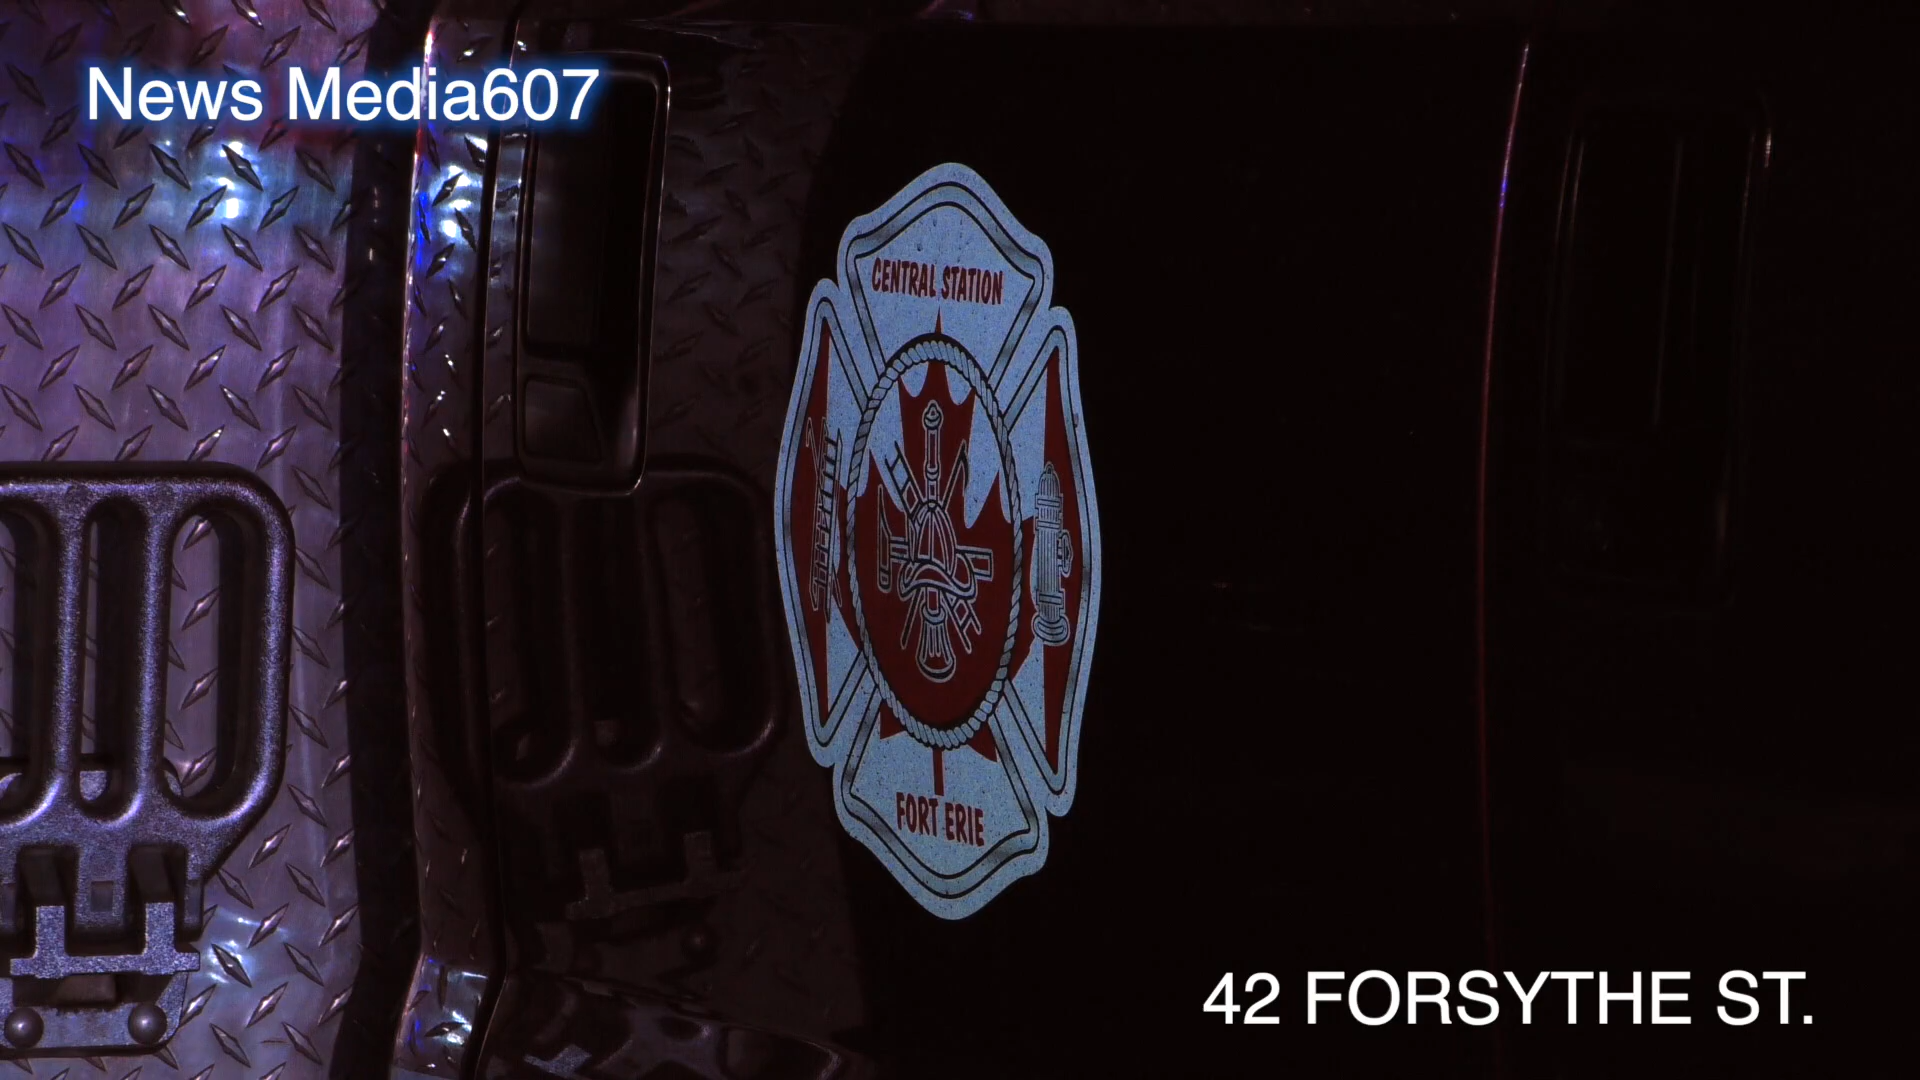 News Media607
CENTRAL STATION
FORT ERIE
42 FORSYTHE ST.